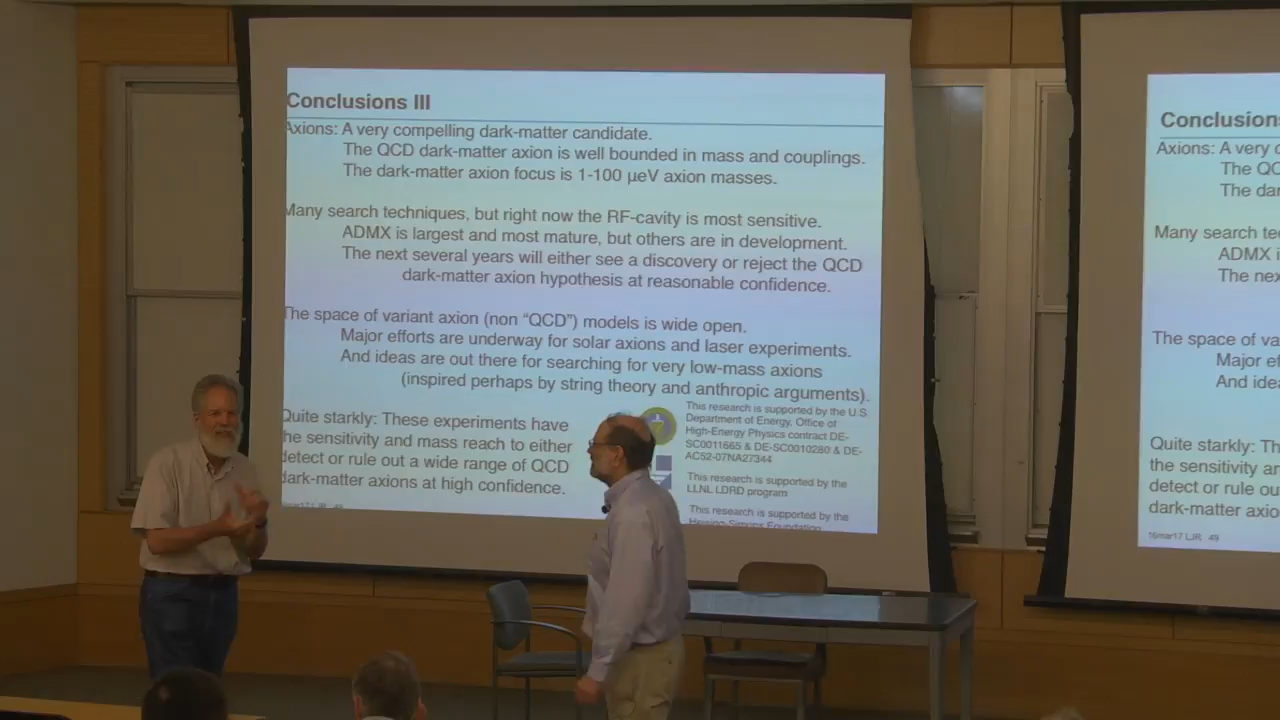 Conclusions III
Axions: A very compelling dark-matter candidate.
The QCD dark-matter axion is well bounded in mass and couplings.
The dark-matter axion focus is 1-100 µeV axion masses.
Many search techniques, but right now the RF-cavity is most sensitive.
ADMX is largest and most mature, but others are in development.
The next several years will either see a discovery or reject the QCD
dark-matter axion hypothesis at reasonable confidence.
The space of variant axion (non “QCD”) models is wide open.
Major efforts are underway for solar axions and laser experiments.
And ideas are out there for searching for very low-mass axions
(inspired perhaps by string theory and anthropic arguments).
Quite starkly: These experiments have
the sensitivity and mass reach to either
detect or rule out a wide range of QCD
dark-matter axions at high confidence.
This research is supported by the U.S
Department of Energy, Office of
High-Energy Physics contract DE-
SC0011665 & DE-SC0010280 & DE-
AC52-07NA27344
This research is supported by the
LLNL LDRD program
This research is supported by the
Heising-Simons Foundation
Conclusions
Axions: A very c
The QC
The dar
Many search te
ADMX i
The nex
The space of va
Major ef
And idea
Quite starkly: Th
the sensitivity an
detect or rule ou
dark-matter axio
16mar17 LJR 49